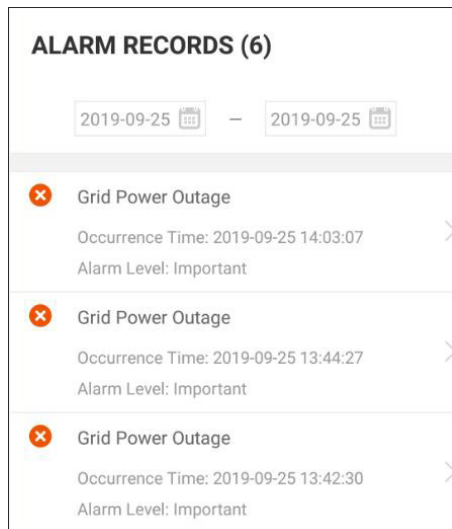 ALARM RECORDS (6)
2019-09-25 – 2019-09-25
Grid Power Outage
Occurrence Time: 2019-09-25 14:03:07
Alarm Level: Important
Grid Power Outage
Occurrence Time: 2019-09-25 13:44:27
Alarm Level: Important
Grid Power Outage
Occurrence Time: 2019-09-25 13:42:30
Alarm Level: Important